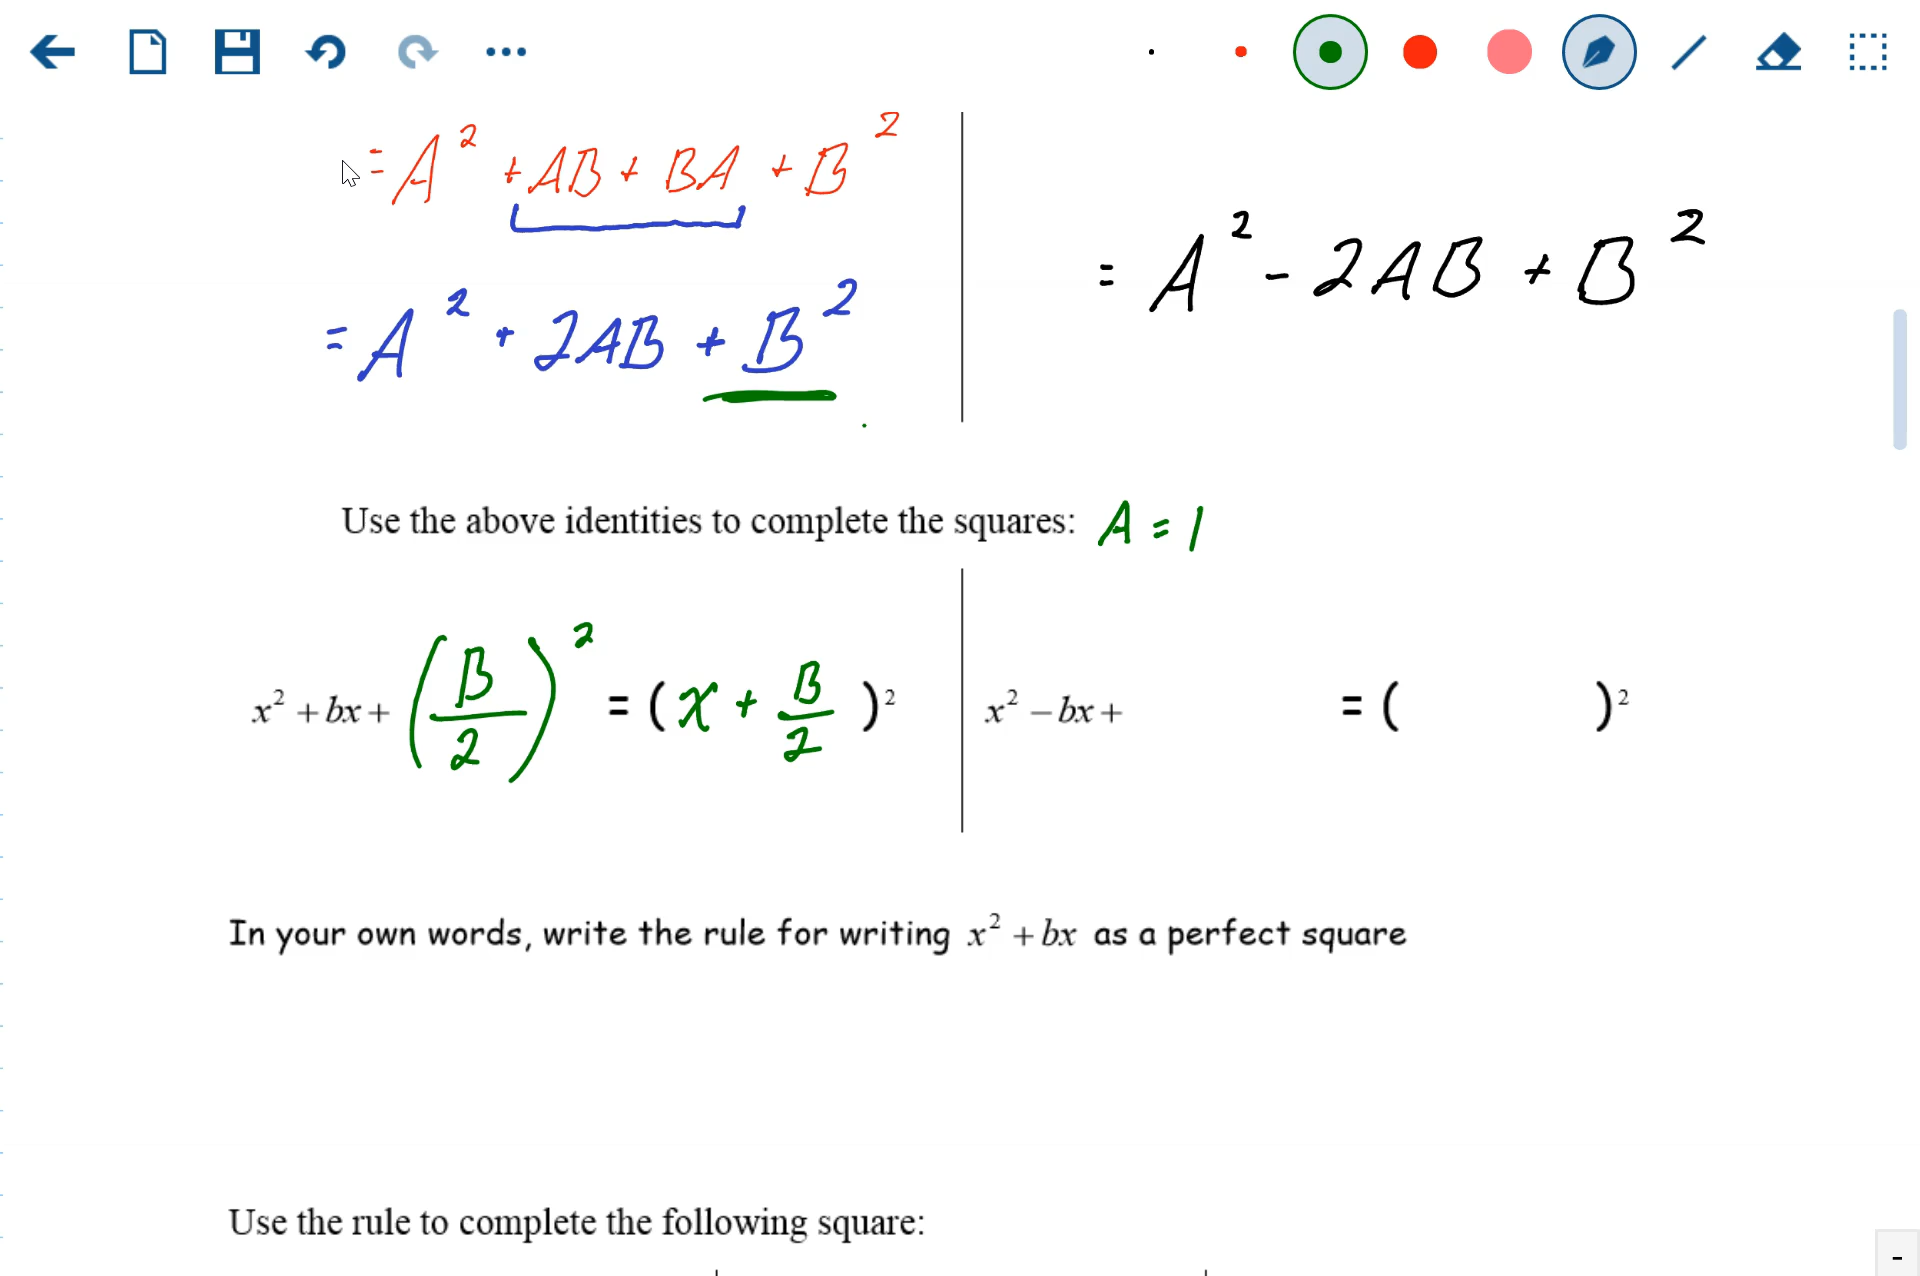 = A² + AB + BA + B²
= A² - 2AB + B²
= A² + 2AB + B²
Use the above identities to complete the squares: A = 1
x² + bx + (B/2)² = (x + B/2)²
x² − bx + = ( )²
In your own words, write the rule for writing x² + bx as a perfect square
Use the rule to complete the following square: